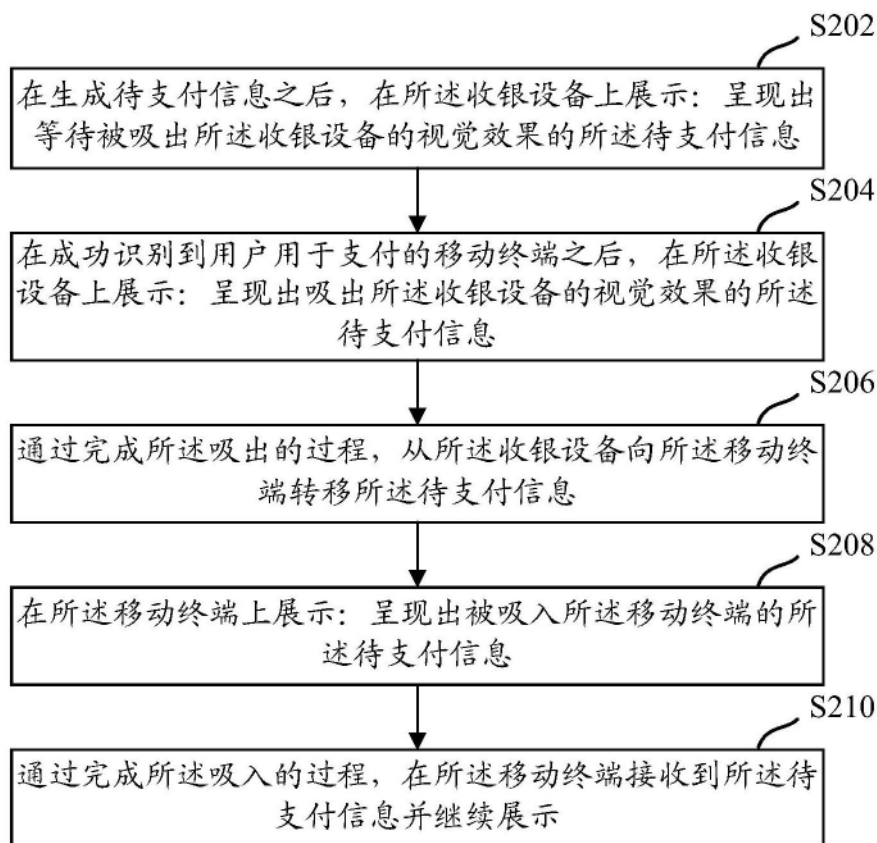 S202
在生成待支付信息之后，在所述收银设备上展示：呈现出
等待被吸出所述收银设备的视觉效果的所述待支付信息
S204
在成功识别到用户用于支付的移动终端之后，在所述收银
设备上展示：呈现出吸出所述收银设备的视觉效果的所述
待支付信息
S206
通过完成所述吸出的过程，从所述收银设备向所述移动终
端转移所述待支付信息
S208
在所述移动终端上展示：呈现出被吸入所述移动终端的所
述待支付信息
S210
通过完成所述吸入的过程，在所述移动终端接收到所述待
支付信息并继续展示